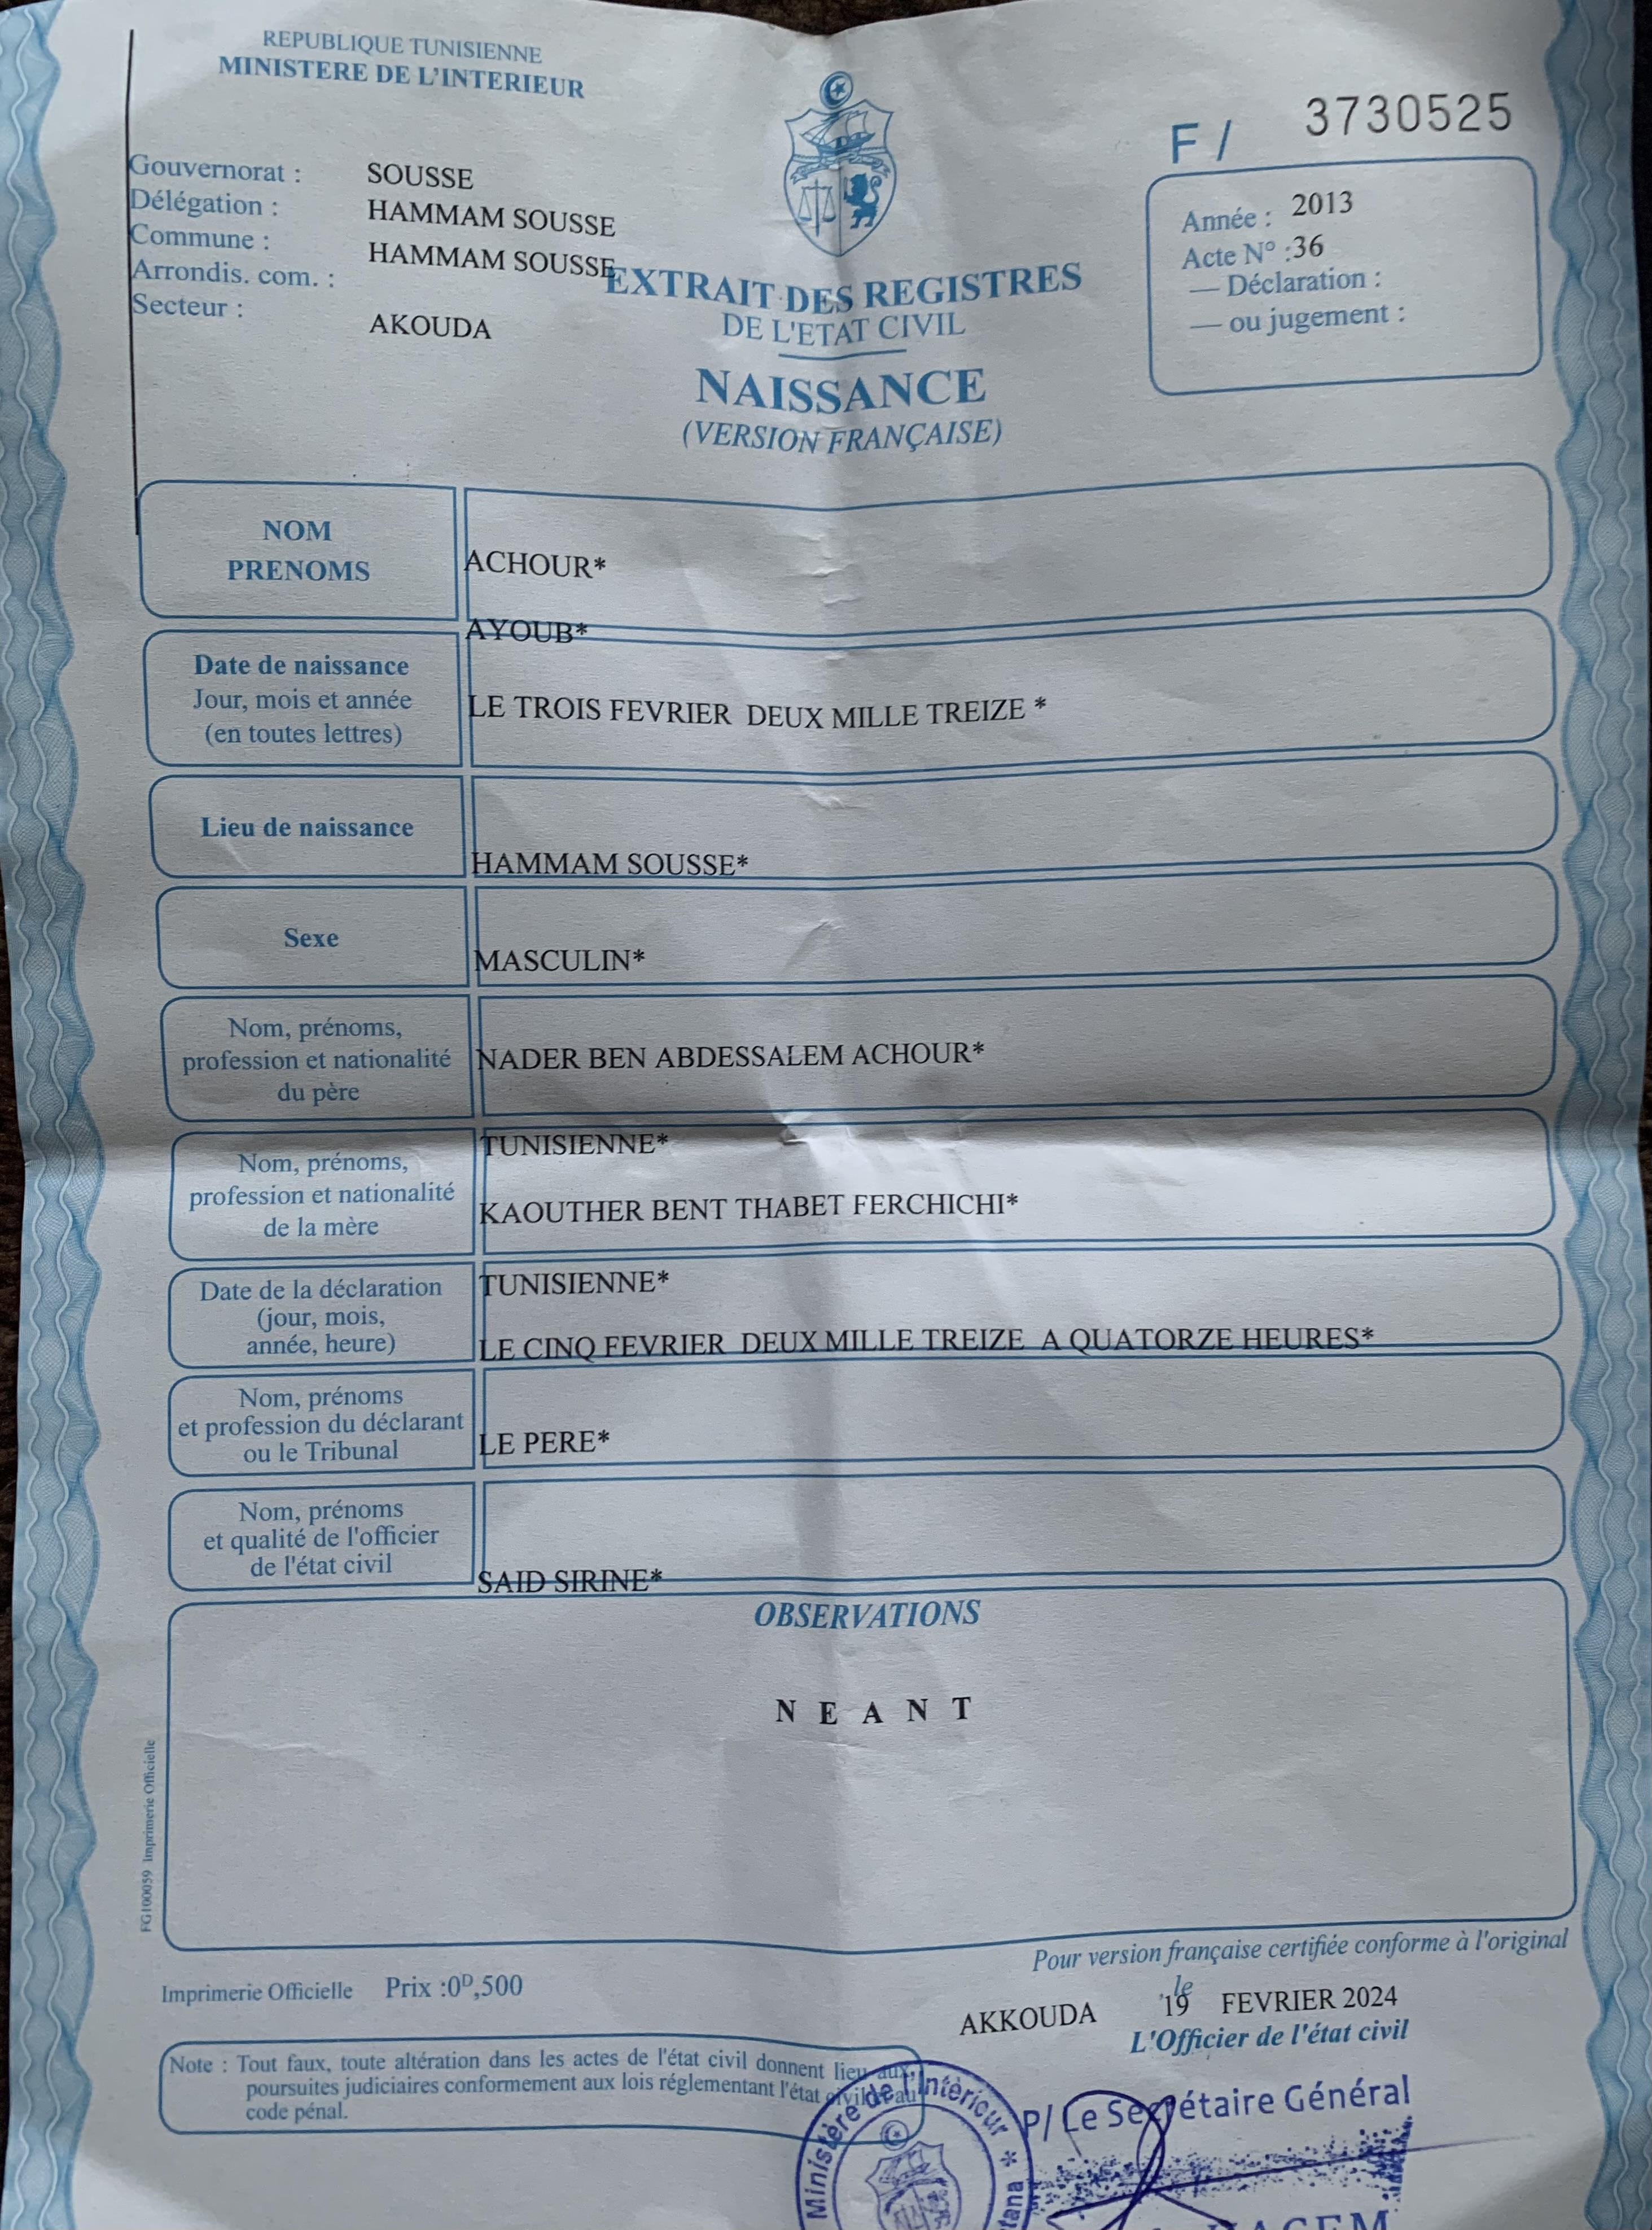 REPUBLIQUE TUNISIENNE
MINISTERE DE L'INTERIEUR
F / 3730525
Gouvernorat : SOUSSE
Délégation : HAMMAM SOUSSE
Commune : HAMMAM SOUSSE
Arrondis. com. :
Secteur : AKOUDA
Année : 2013
Acte N° :36
— Déclaration :
— ou jugement :
EXTRAIT DES REGISTRES
DE L'ETAT CIVIL
NAISSANCE
(VERSION FRANÇAISE)
NOM
PRENOMS
ACHOUR*
AYOUB*
Date de naissance
Jour, mois et année
(en toutes lettres)
LE TROIS FEVRIER DEUX MILLE TREIZE *
Lieu de naissance
HAMMAM SOUSSE*
Sexe
MASCULIN*
Nom, prénoms,
profession et nationalité
du père
NADER BEN ABDESSALEM ACHOUR*
TUNISIENNE*
Nom, prénoms,
profession et nationalité
de la mère
KAOUTHER BENT THABET FERCHICHI*
TUNISIENNE*
Date de la déclaration
(jour, mois,
année, heure)
LE CINQ FEVRIER DEUX MILLE TREIZE A QUATORZE HEURES*
Nom, prénoms
et profession du déclarant
ou le Tribunal
LE PERE*
Nom, prénoms
et qualité de l'officier
de l'état civil
SAID SIRINE*
OBSERVATIONS
N E A N T
FG100059 Imprimerie Officielle
Pour version française certifiée conforme à l'original
Imprimerie Officielle Prix :0D,500
le
AKKOUDA 19 FEVRIER 2024
L'Officier de l'état civil
Note : Tout faux, toute altération dans les actes de l'état civil donnent lieu aux
poursuites judiciaires conformement aux lois réglementant l'état civil et au
code pénal.
Ministère de l'Intérieur *
P/ Le Secrétaire Général